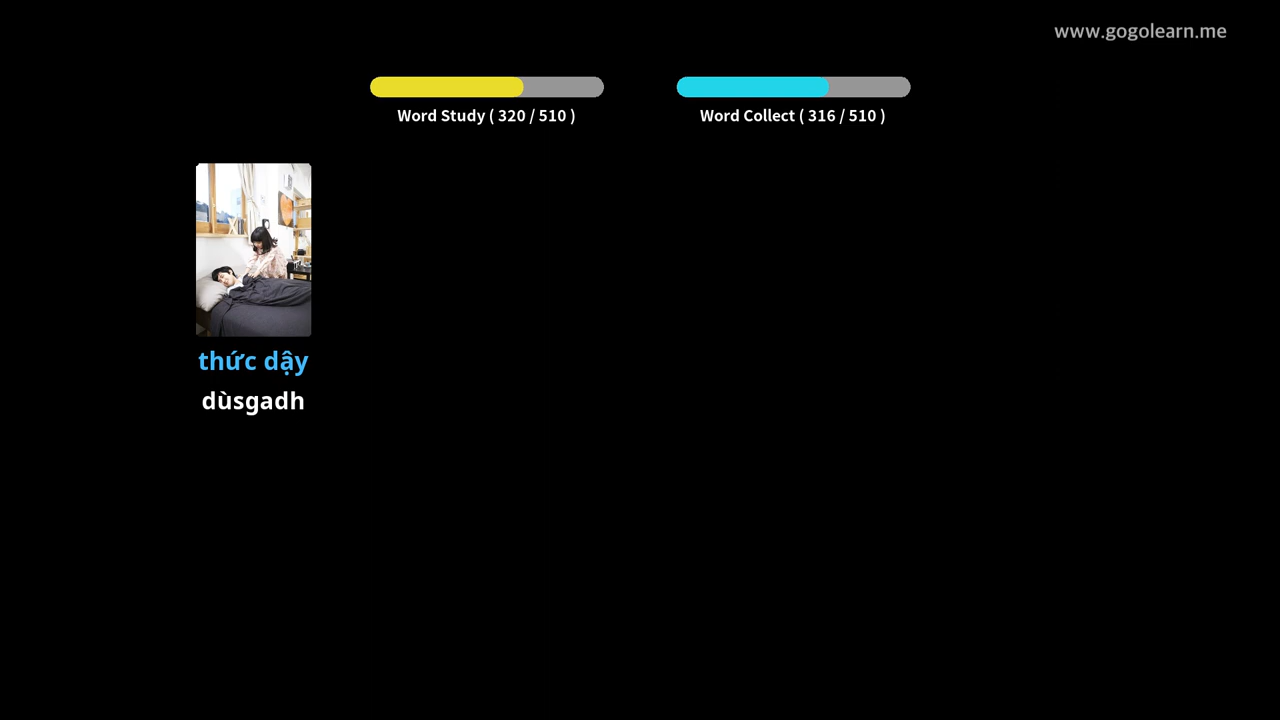 www.gogolearn.me
Word Study ( 320 / 510 )
Word Collect ( 316 / 510 )
thức dậy
dùsgadh